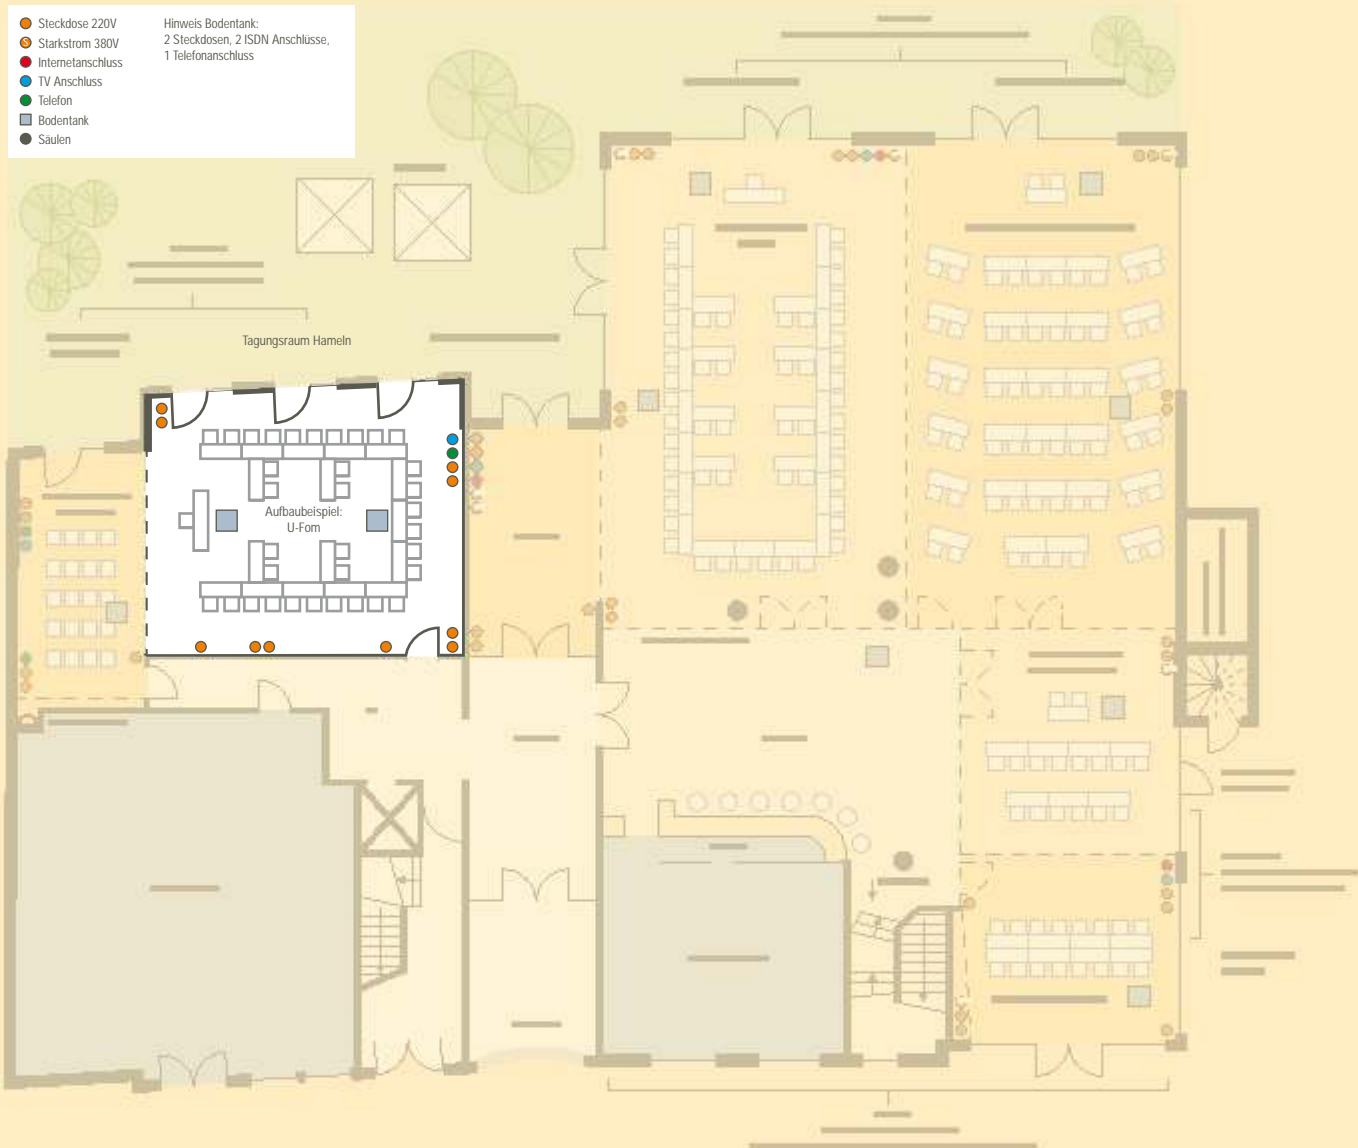 Steckdose 220V
Starkstrom 380V
Internetanschluss
TV Anschluss
Telefon
Bodentank
Säulen
Hinweis Bodentank:
2 Steckdosen, 2 ISDN Anschlüsse,
1 Telefonanschluss
Tagungsraum Hameln
Aufbaubeispiel:
U-Fom